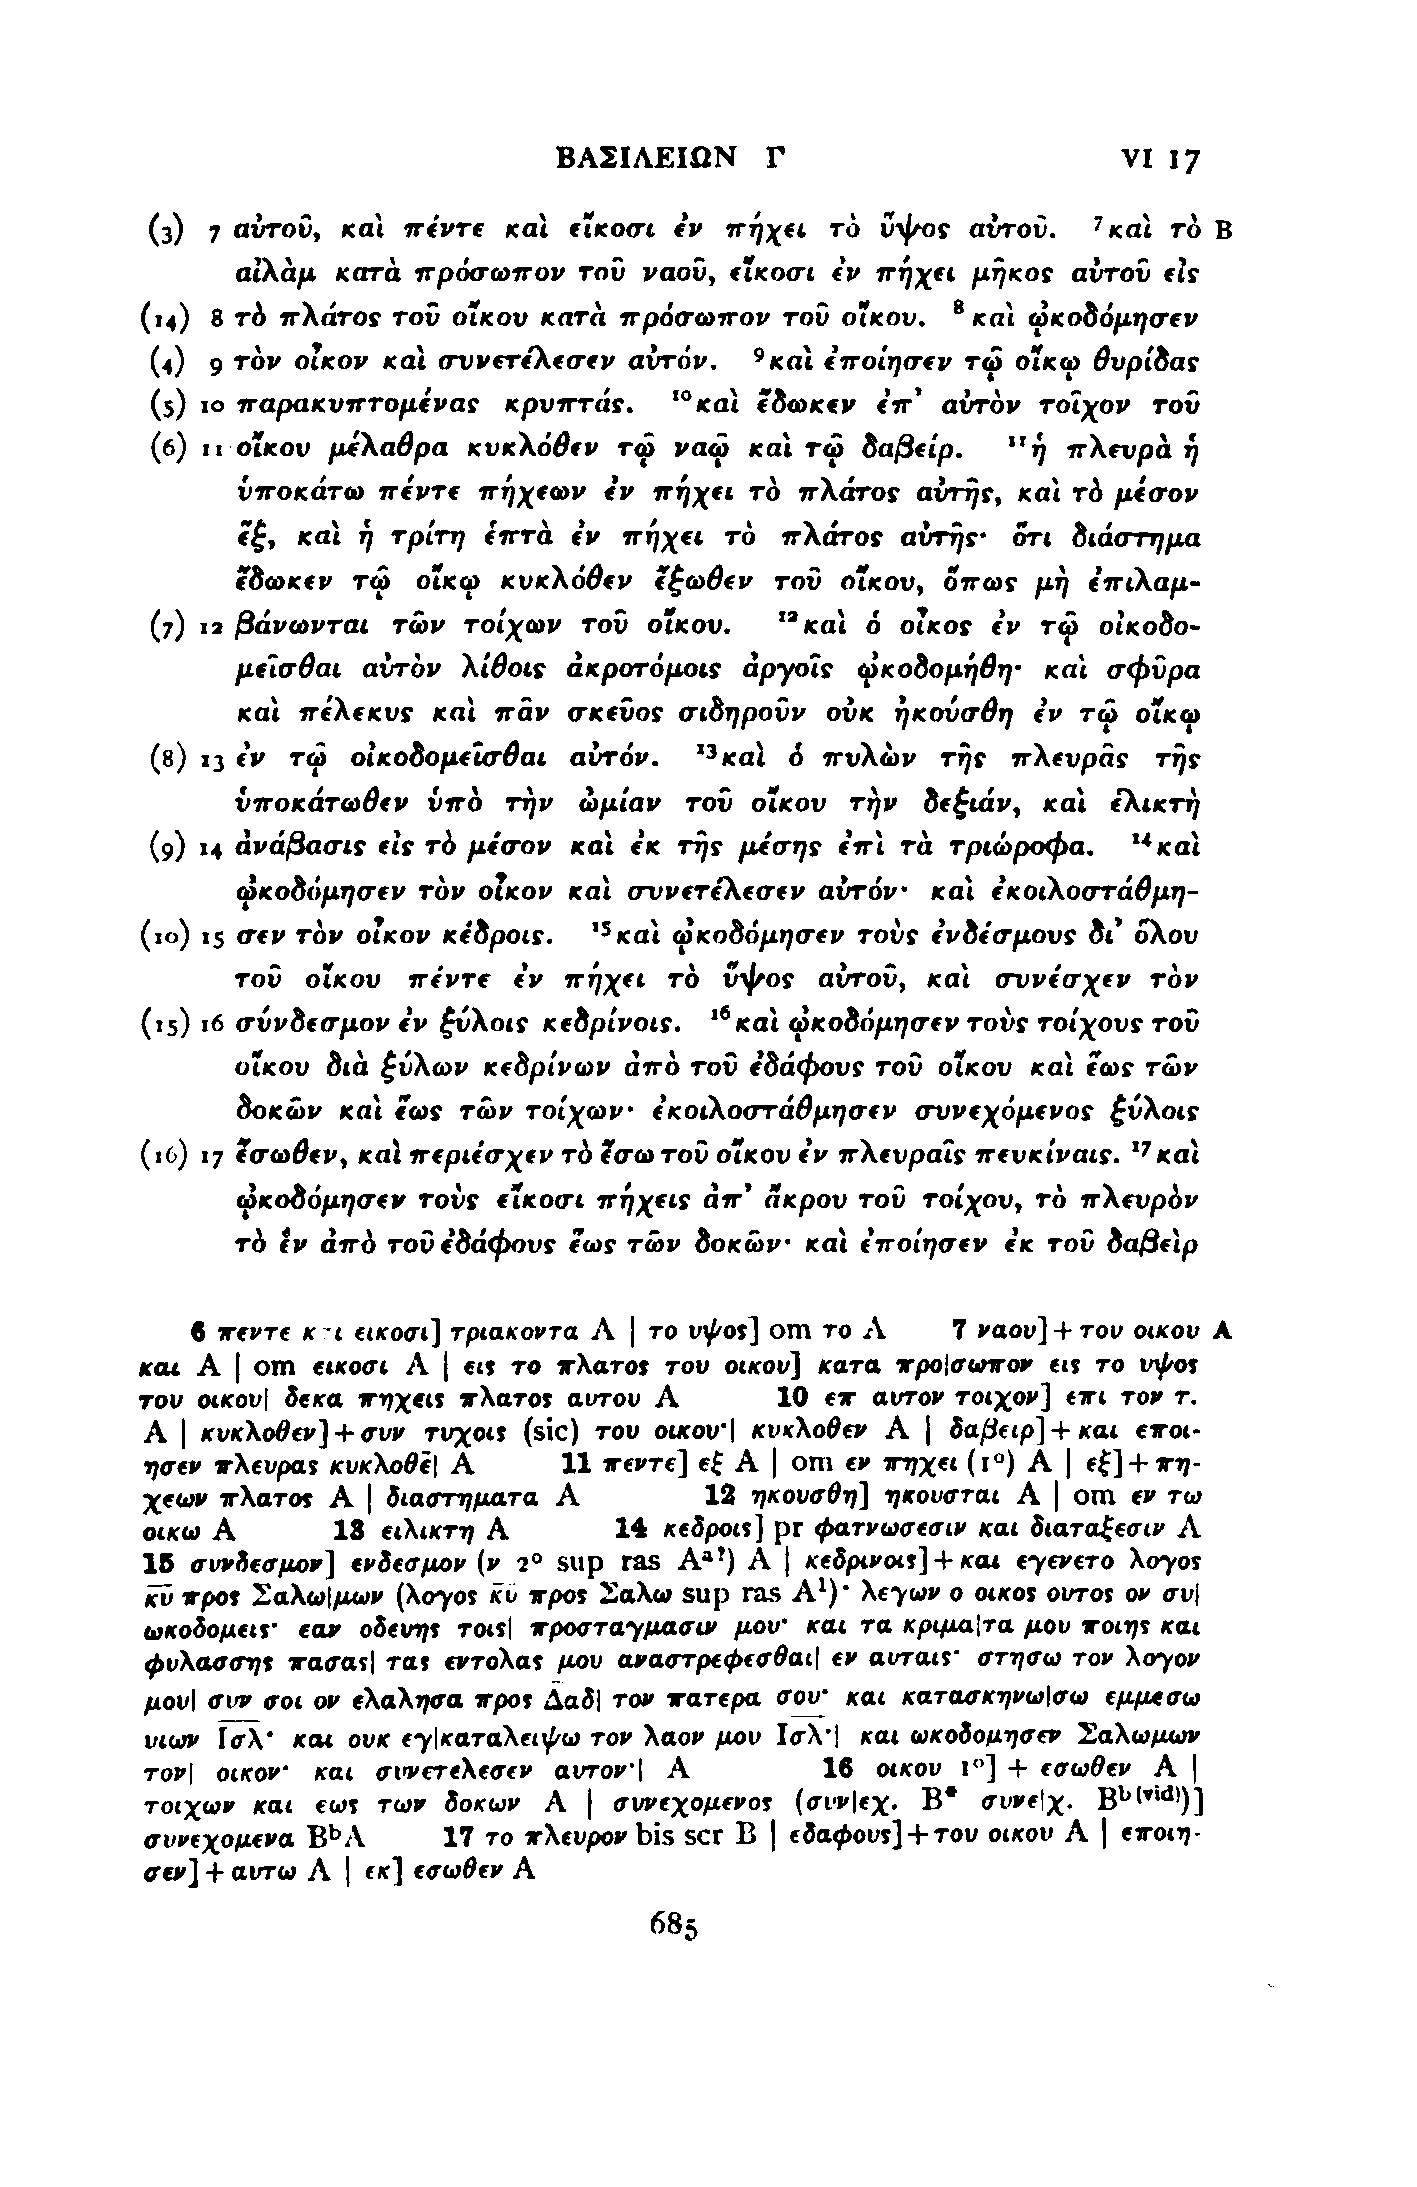 ΒΑΣΙΛΕΙΩΝ Γ VI 17
(3) 7 αὐτοῦ, καὶ πέντε καὶ εἴκοσι ἐν πήχει τὸ ὕψος αὐτοῦ. ⁷καὶ τὸ B
αἰλὰμ κατὰ πρόσωπον τοῦ ναοῦ, εἴκοσι ἐν πήχει μῆκος αὐτοῦ εἰς
(14) 8 τὸ πλάτος τοῦ οἴκου κατὰ πρόσωπον τοῦ οἴκου. ⁸καὶ ᾠκοδόμησεν
(4) 9 τὸν οἶκον καὶ συνετέλεσεν αὐτόν. ⁹καὶ ἐποίησεν τῷ οἴκῳ θυρίδας
(5) 10 παρακυπτομένας κρυπτάς. ¹⁰καὶ ἔδωκεν ἐπ’ αὐτὸν τοῖχον τοῦ
(6) 11 οἴκου μέλαθρα κυκλόθεν τῷ ναῷ καὶ τῷ δαβείρ. ¹¹ἡ πλευρὰ ἡ
ὑποκάτω πέντε πήχεων ἐν πήχει τὸ πλάτος αὐτῆς, καὶ τὸ μέσον
ἕξ, καὶ ἡ τρίτη ἑπτὰ ἐν πήχει τὸ πλάτος αὐτῆς· ὅτι διάστημα
ἔδωκεν τῷ οἴκῳ κυκλόθεν ἔξωθεν τοῦ οἴκου, ὅπως μὴ ἐπιλαμ-
(7) 12 βάνωνται τῶν τοίχων τοῦ οἴκου. ¹²καὶ ὁ οἶκος ἐν τῷ οἰκοδο-
μεῖσθαι αὐτὸν λίθοις ἀκροτόμοις ἀργοῖς ᾠκοδομήθη· καὶ σφῦρα
καὶ πέλεκυς καὶ πᾶν σκεῦος σιδηροῦν οὐκ ἠκούσθη ἐν τῷ οἴκῳ
(8) 13 ἐν τῷ οἰκοδομεῖσθαι αὐτόν. ¹³καὶ ὁ πυλὼν τῆς πλευρᾶς τῆς
ὑποκάτωθεν ὑπὸ τὴν ὠμίαν τοῦ οἴκου τὴν δεξιάν, καὶ ἑλικτὴ
(9) 14 ἀνάβασις εἰς τὸ μέσον καὶ ἐκ τῆς μέσης ἐπὶ τὰ τριώροφα. ¹⁴καὶ
ᾠκοδόμησεν τὸν οἶκον καὶ συνετέλεσεν αὐτόν· καὶ ἐκοιλοστάθμη-
(10) 15 σεν τὸν οἶκον κέδροις. ¹⁵καὶ ᾠκοδόμησεν τοὺς ἐνδέσμους δι’ ὅλου
τοῦ οἴκου πέντε ἐν πήχει τὸ ὕψος αὐτοῦ, καὶ συνέσχεν τὸν
(15) 16 σύνδεσμον ἐν ξύλοις κεδρίνοις. ¹⁶καὶ ᾠκοδόμησεν τοὺς τοίχους τοῦ
οἴκου διὰ ξύλων κεδρίνων ἀπὸ τοῦ ἐδάφους τοῦ οἴκου καὶ ἕως τῶν
δοκῶν καὶ ἕως τῶν τοίχων· ἐκοιλοστάθμησεν συνεχόμενος ξύλοις
(16) 17 ἔσωθεν, καὶ περιέσχεν τὸ ἔσω τοῦ οἴκου ἐν πλευραῖς πευκίναις. ¹⁷καὶ
ᾠκοδόμησεν τοὺς εἴκοσι πήχεις ἀπ’ ἄκρου τοῦ τοίχου, τὸ πλευρὸν
τὸ ἓν ἀπὸ τοῦ ἐδάφους ἕως τῶν δοκῶν· καὶ ἐποίησεν ἐκ τοῦ δαβεὶρ
6 πεντε και εικοσι] τριακοντα A | το υψος] om το A 7 ναου]+του οικου A
και A | om εικοσι A | εις το πλατος του οικου] κατα προ|σωπον εις το υψος
του οικου| δεκα πηχεις πλατος αυτου A 10 επ αυτον τοιχον] επι τον τ.
A | κυκλοθεν]+συν τυχοις (sic) του οικου·| κυκλοθεν A | δαβειρ]+και εποι-
ησεν πλευρας κυκλοθε̄| A 11 πεντε] εξ A | om εν πηχει (1°) A | εξ]+πη-
χεων πλατος A | διαστηματα A 12 ηκουσθη] ηκουσται A | om εν τω
οικω A 13 ειλικτη A 14 κεδροις] pr φατνωσεσιν και διαταξεσιν A
15 συνδεσμον] ενδεσμον (ν 2° sup ras Aᵃ?) A | κεδρινοις]+και εγενετο λογος
κ̄ῡ προς Σαλω|μων (λογος κ̄ῡ προς Σαλω sup ras A¹)· λεγων ο οικος ουτος ον συ|
ωκοδομεις· εαν οδευης τοις| προσταγμασιν μου· και τα κριμα|τα μου ποιης και
φυλασσης πασας| τας εντολας μου αναστρεφεσθαι| εν αυταις· στησω τον λογον
μου| συν σοι ον ελαλησα προς Δ̄ᾱδ̄| τον πατερα σου· και κατασκηνω|σω εμμεσω
υιων Ῑσ̄λ̄· και ουκ εγ|καταλειψω τον λαον μου Ῑσ̄λ̄·| και ωκοδομησεν Σαλωμων
τον| οικον· και συνετελεσεν αυτον·| A 16 οικου 1°] + εσωθεν A |
τοιχων και εως των δοκων A | συνεχομενος (συν|εχ. B* συνε|χ. Bᵇ⁽ᵛⁱᵈ⁾)]
συνεχομενα BᵇA 17 το πλευρον bis scr B | εδαφους]+του οικου A | εποιη-
σεν]+αυτω A | εκ] εσωθεν A
685